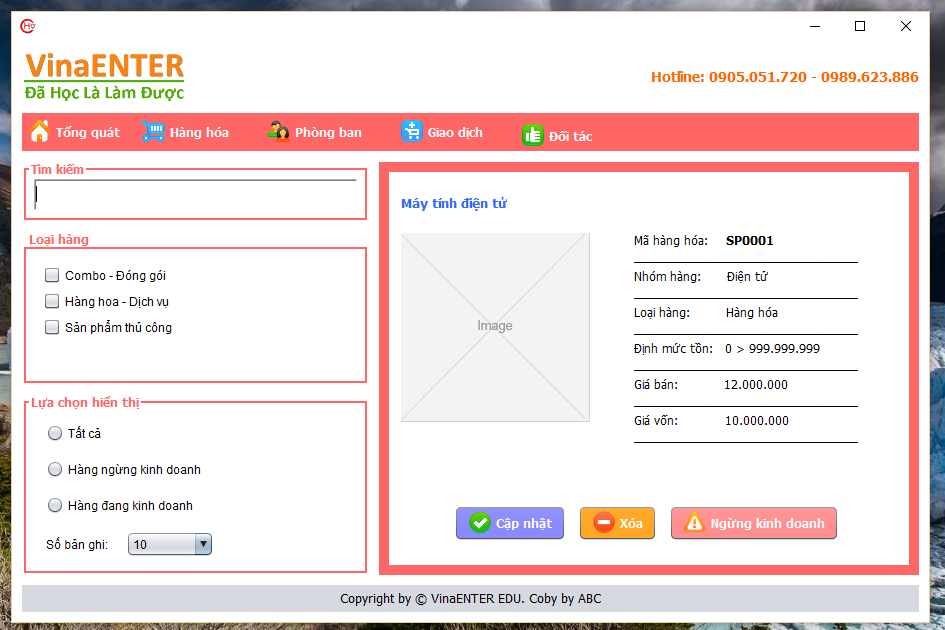 VinaENTER
Đã Học Là Làm Được
Hotline: 0905.051.720 - 0989.623.886
Tổng quát Hàng hóa Phòng ban Giao dịch Đối tác
Tìm kiếm
Loại hàng
Combo - Đóng gói
Hàng hoa - Dịch vụ
Sản phẩm thủ công
Lựa chọn hiển thị
Tất cả
Hàng ngừng kinh doanh
Hàng đang kinh doanh
Số bản ghi: 10
Máy tính điện tử
Image
Mã hàng hóa: SP0001
Nhóm hàng: Điện tử
Loại hàng: Hàng hóa
Định mức tồn: 0 > 999.999.999
Giá bán: 12.000.000
Giá vốn: 10.000.000
Cập nhật Xóa Ngừng kinh doanh
Copyright by © VinaENTER EDU. Coby by ABC